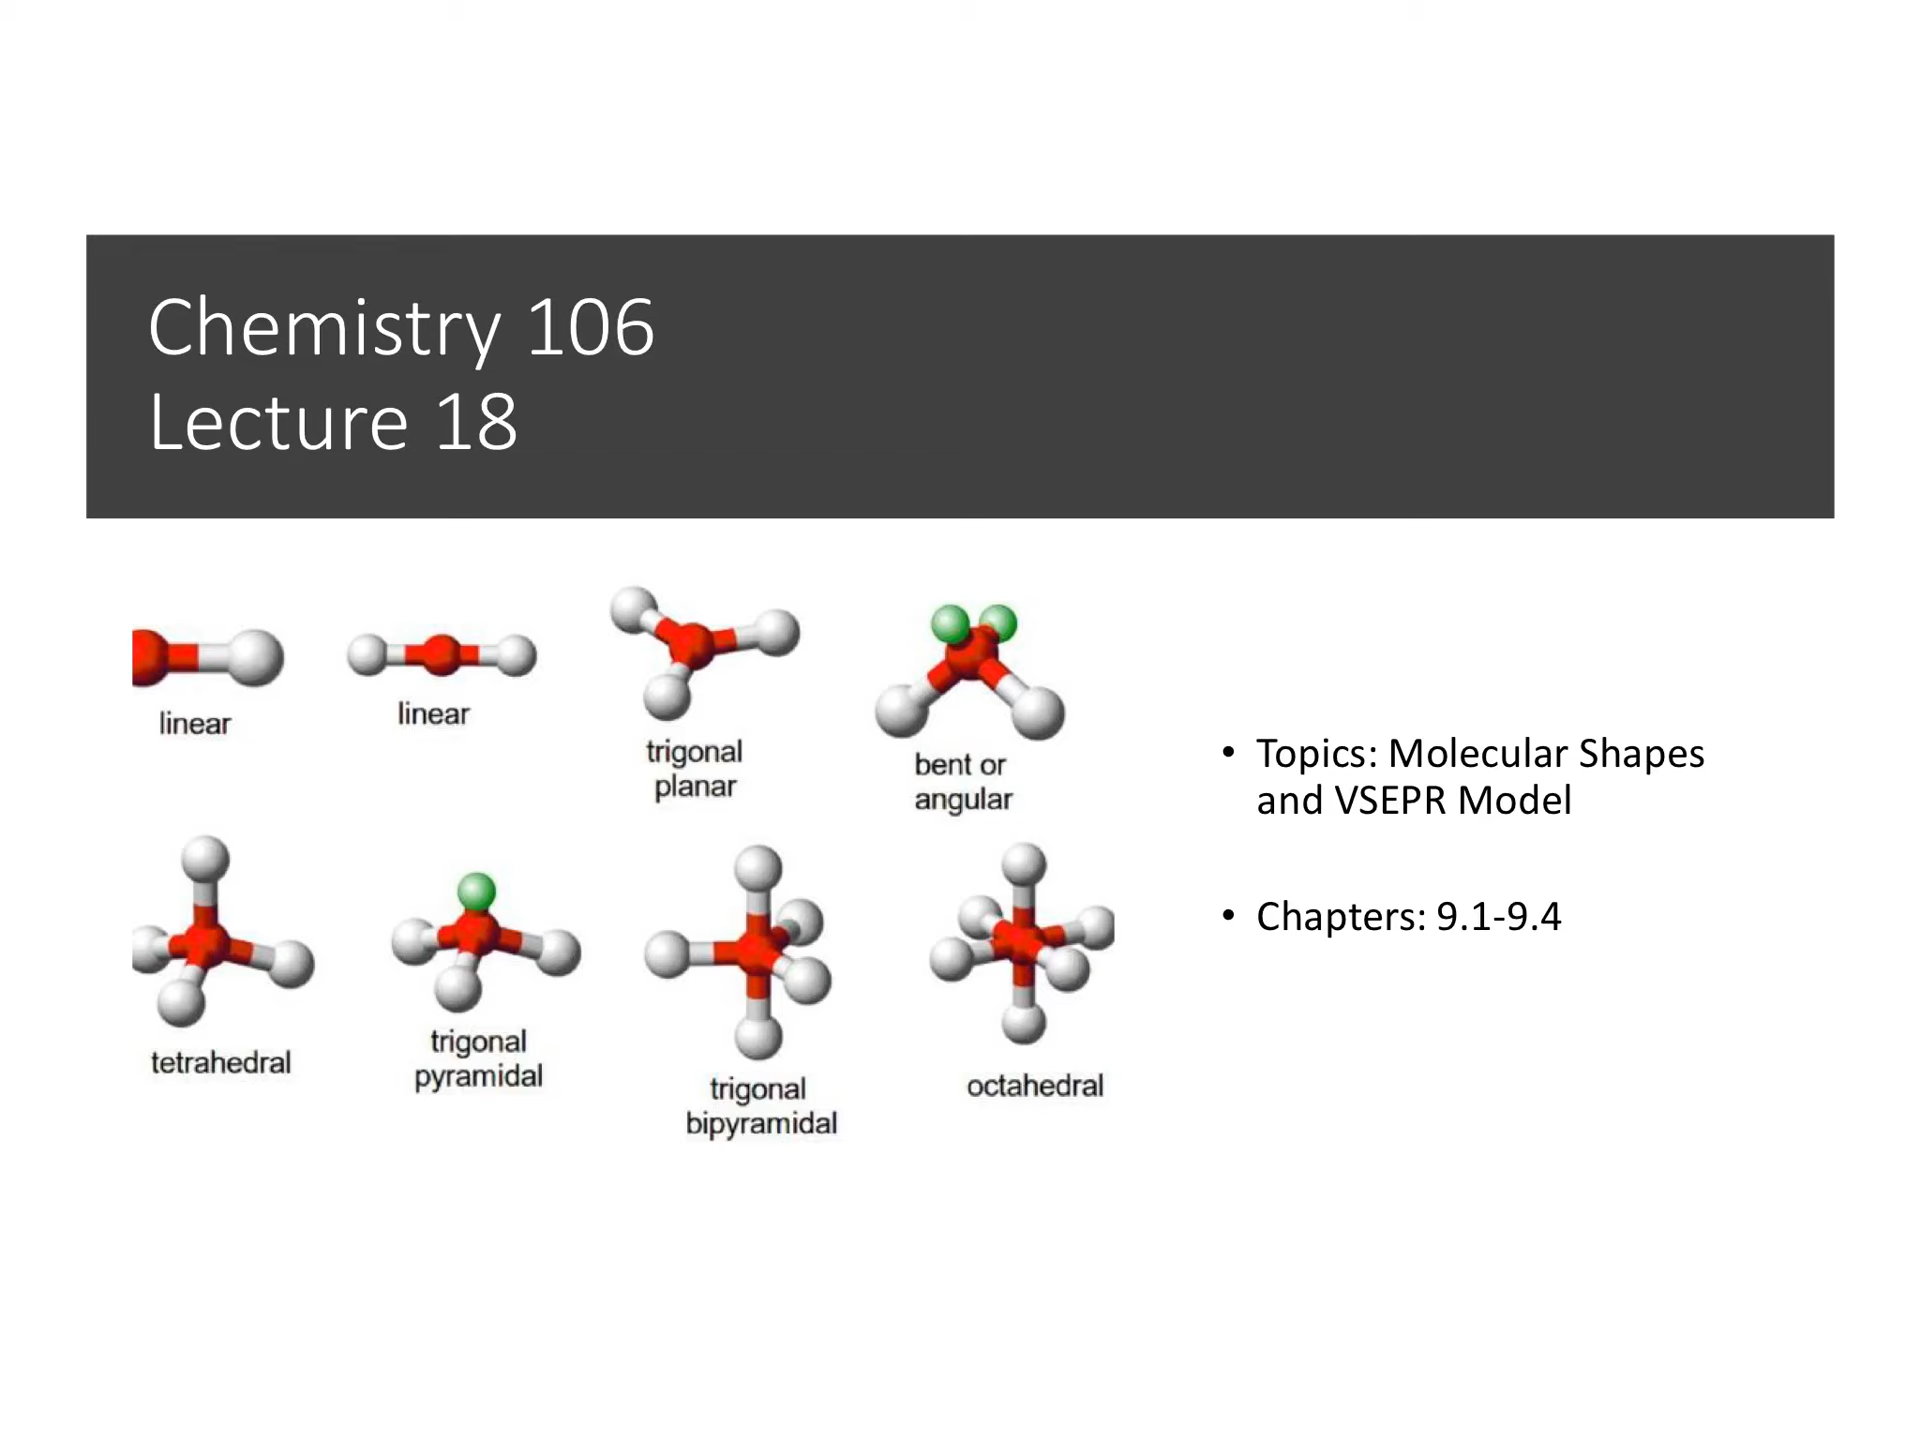 Chemistry 106
Lecture 18
linear
linear
trigonal
planar
bent or
angular
tetrahedral
trigonal
pyramidal
trigonal
bipyramidal
octahedral
• Topics: Molecular Shapes
and VSEPR Model
• Chapters: 9.1-9.4